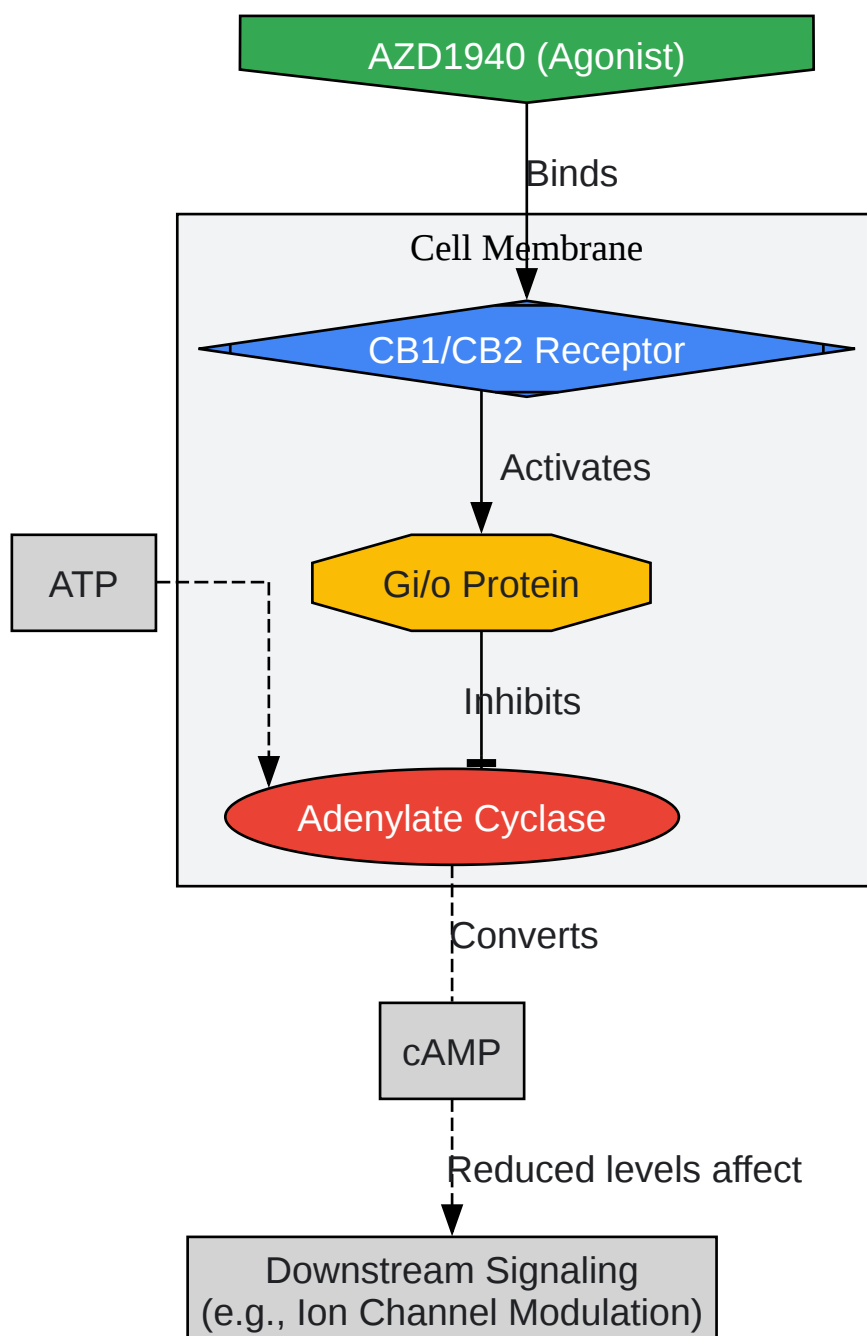 AZD1940 (Agonist)
Binds
Cell Membrane
CB1/CB2 Receptor
Activates
ATP
Gi/o Protein
Inhibits
Adenylate Cyclase
Converts
cAMP
Reduced levels affect
Downstream Signaling
(e.g., Ion Channel Modulation)